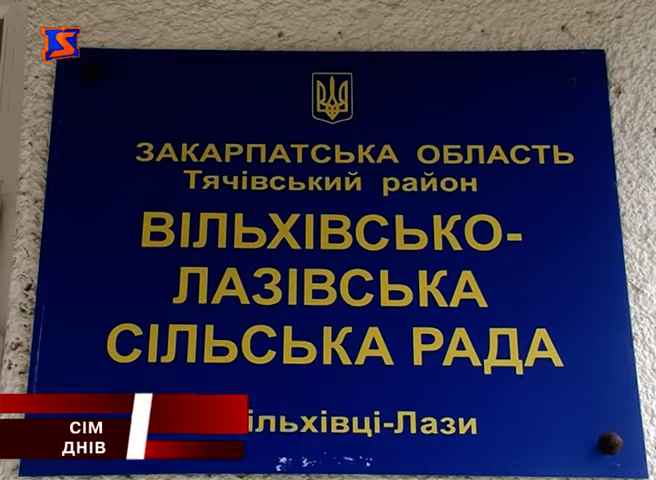 ЗАКАРПАТСЬКА ОБЛАСТЬ
Тячівський район
ВІЛЬХІВСЬКО-
ЛАЗІВСЬКА
СІЛЬСЬКА РАДА
ільхівці-Лази
СІМ
ДНІВ